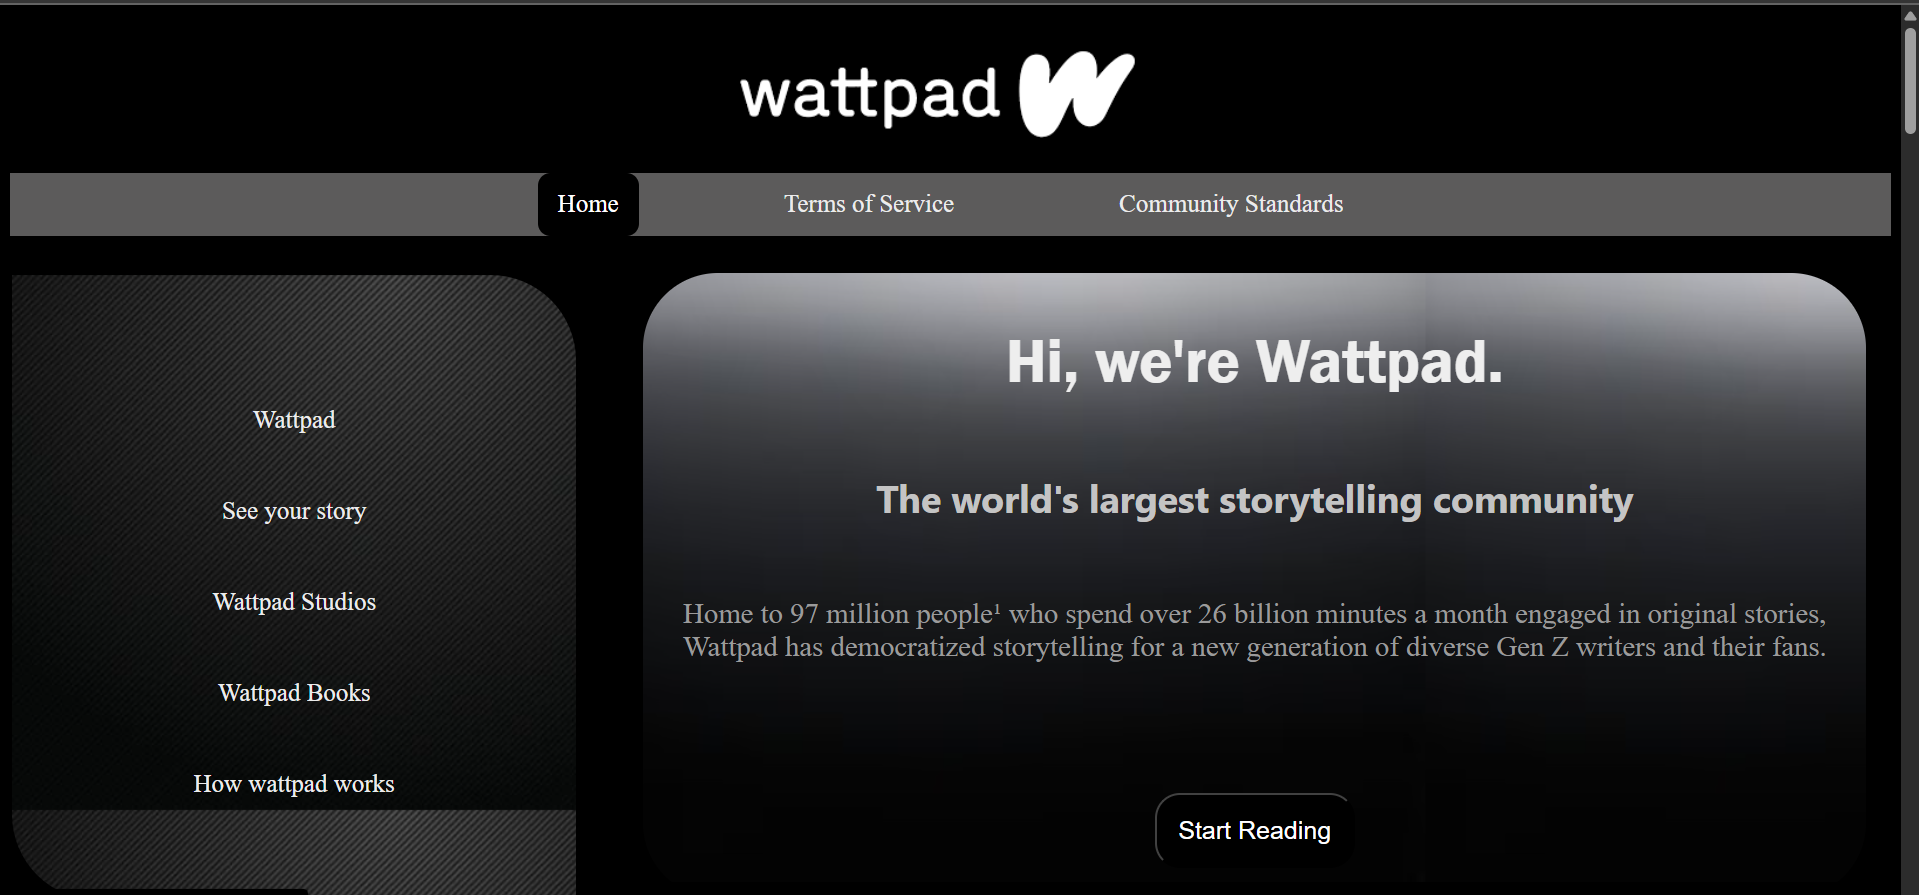 wattpad
Home
Terms of Service
Community Standards
Wattpad
See your story
Wattpad Studios
Wattpad Books
How wattpad works
Hi, we're Wattpad.
The world's largest storytelling community
Home to 97 million people¹ who spend over 26 billion minutes a month engaged in original stories,
Wattpad has democratized storytelling for a new generation of diverse Gen Z writers and their fans.
Start Reading